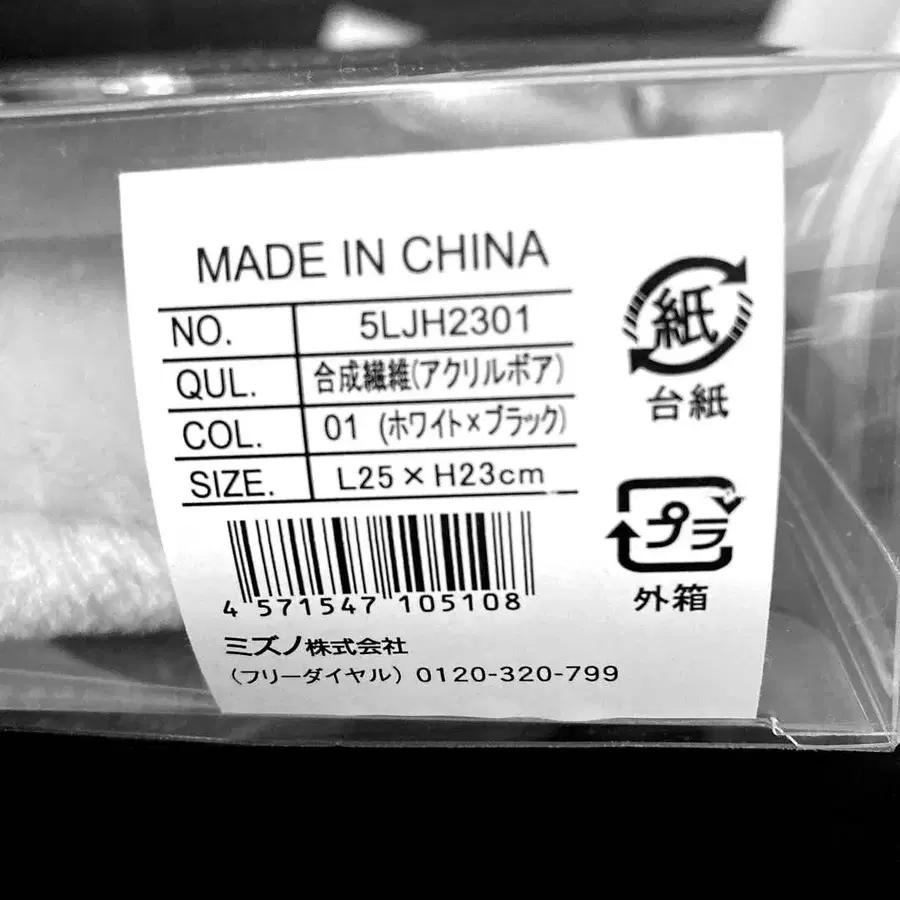 MADE IN CHINA
NO. 5LJH2301
QUL. 合成繊維(アクリルボア)
COL. 01 (ホワイト×ブラック)
SIZE. L25×H23cm
4 571547 105108
ミズノ株式会社
(フリーダイヤル) 0120-320-799
紙
台紙
プラ
外箱